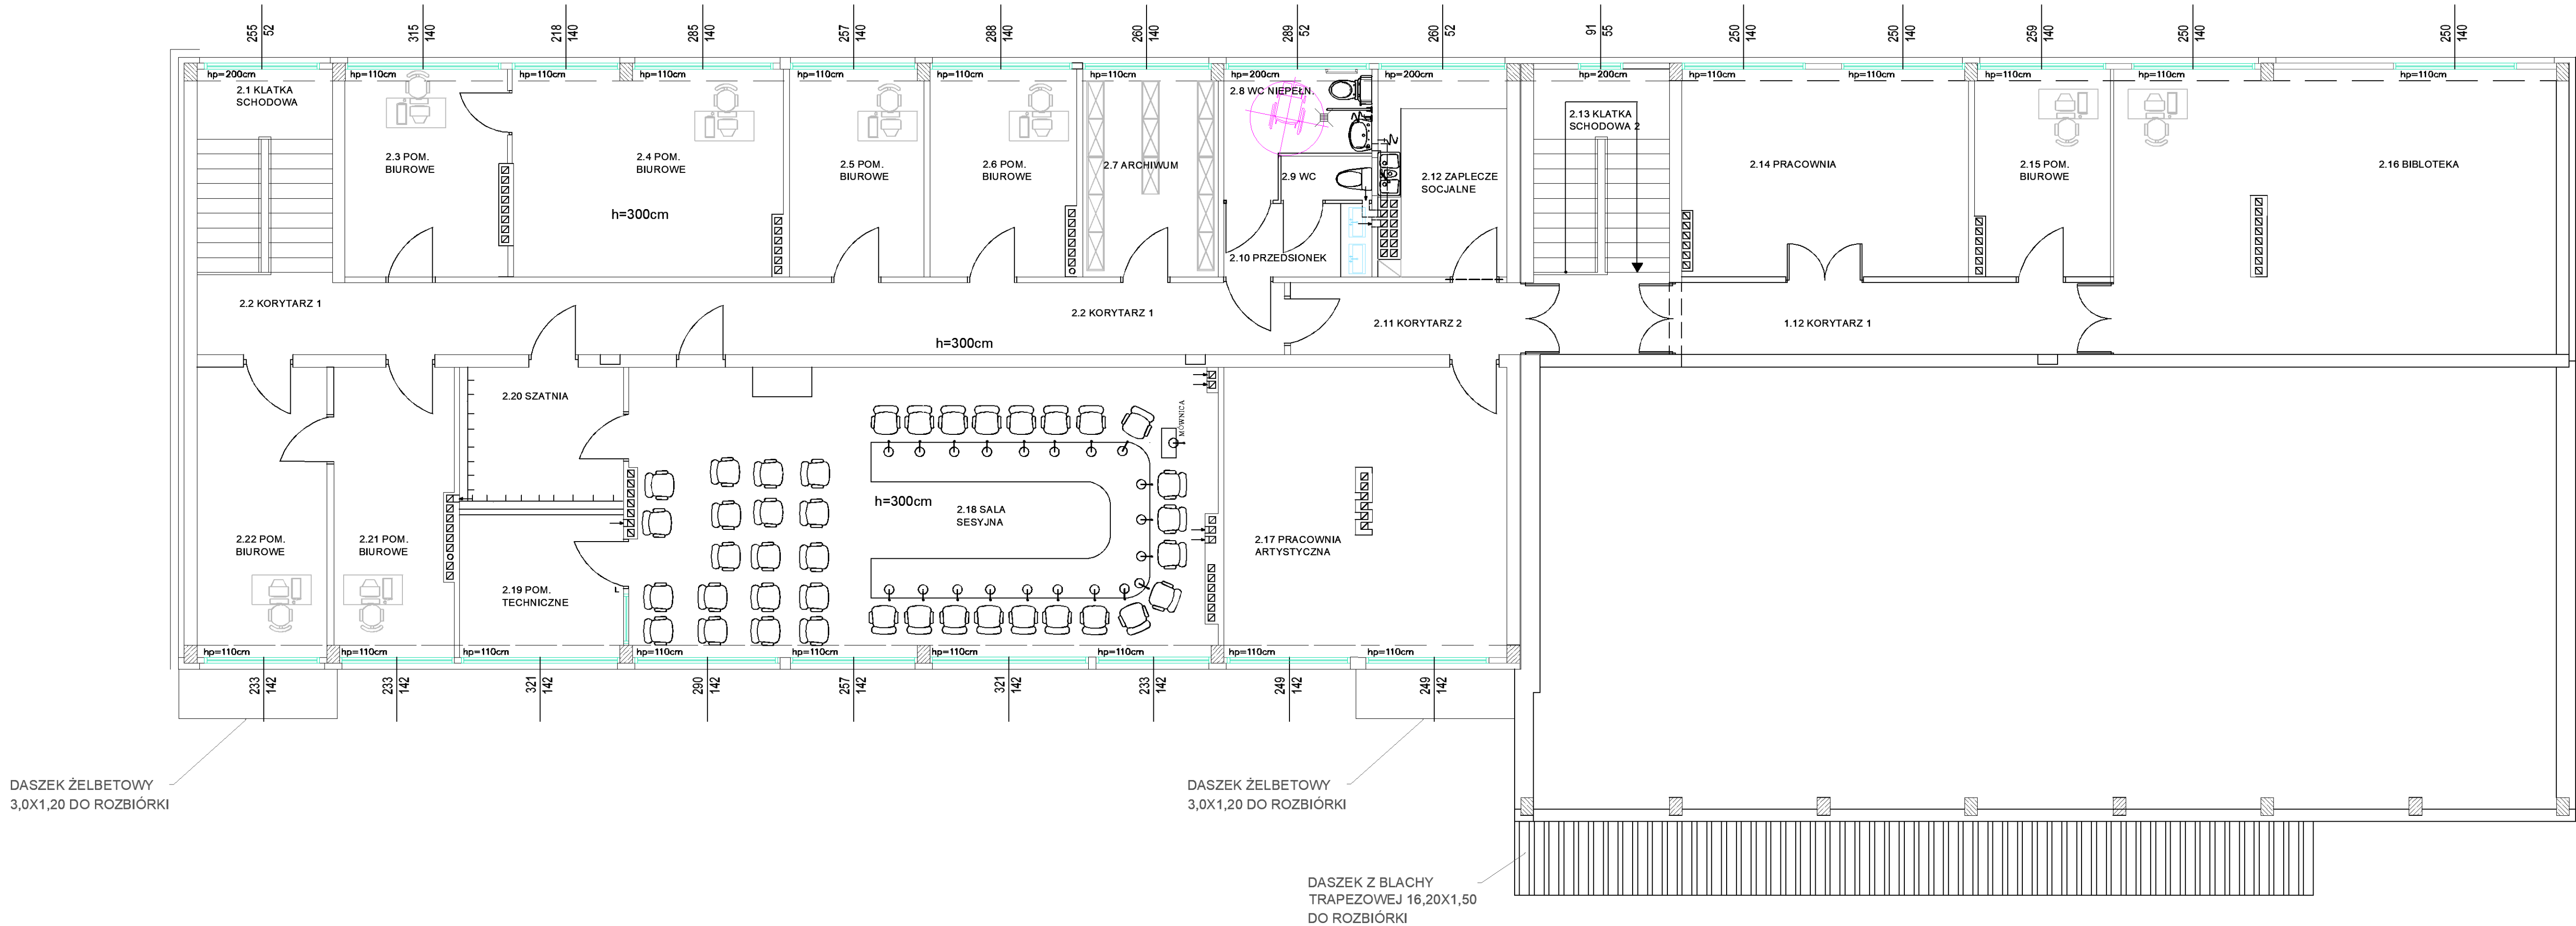 255 52
315 140
218 140
285 140
257 140
288 140
260 140
289 52
260 52
91 55
250 140
250 140
259 140
250 140
250 140
hp=200cm
hp=110cm
hp=110cm
hp=110cm
hp=110cm
hp=110cm
hp=110cm
hp=200cm
hp=200cm
hp=200cm
hp=110cm
hp=110cm
hp=110cm
hp=110cm
hp=110cm
2.1 KLATKA
SCHODOWA
2.3 POM.
BIUROWE
2.4 POM.
BIUROWE
h=300cm
2.5 POM.
BIUROWE
2.6 POM.
BIUROWE
2.7 ARCHIWUM
2.8 WC NIEPEŁN.
2.9 WC
2.10 PRZEDSIONEK
2.12 ZAPLECZE
SOCJALNE
2.13 KLATKA
SCHODOWA 2
2.14 PRACOWNIA
2.15 POM.
BIUROWE
2.16 BIBLOTEKA
2.2 KORYTARZ 1
2.2 KORYTARZ 1
h=300cm
2.11 KORYTARZ 2
1.12 KORYTARZ 1
2.20 SZATNIA
MÓWNICA
h=300cm
2.18 SALA
SESYJNA
2.22 POM.
BIUROWE
2.21 POM.
BIUROWE
2.17 PRACOWNIA
ARTYSTYCZNA
2.19 POM.
TECHNICZNE
L
hp=110cm
hp=110cm
hp=110cm
hp=110cm
hp=110cm
hp=110cm
hp=110cm
hp=110cm
hp=110cm
233 142
233 142
321 142
290 142
257 142
321 142
233 142
249 142
249 142
DASZEK ŻELBETOWY
3,0X1,20 DO ROZBIÓRKI
DASZEK ŻELBETOWY
3,0X1,20 DO ROZBIÓRKI
DASZEK Z BLACHY
TRAPEZOWEJ 16,20X1,50
DO ROZBIÓRKI